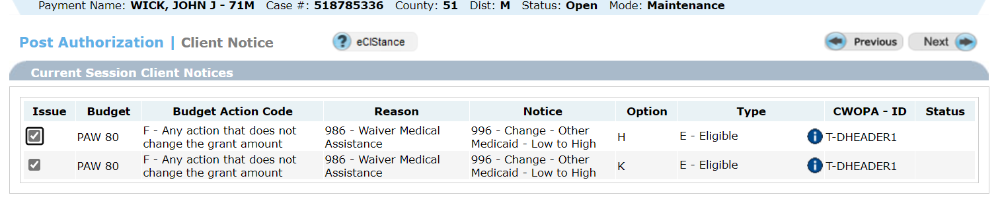 Payment Name: WICK, JOHN J - 71M Case #: 518785336 County: 51 Dist: M Status: Open Mode: Maintenance
Post Authorization | Client Notice ? eCIStance Previous Next
Current Session Client Notices
Issue Budget Budget Action Code Reason Notice Option Type CWOPA - ID Status
PAW 80 F - Any action that does not 986 - Waiver Medical 996 - Change - Other H E - Eligible i T-DHEADER1
change the grant amount Assistance Medicaid - Low to High
PAW 80 F - Any action that does not 986 - Waiver Medical 996 - Change - Other K E - Eligible i T-DHEADER1
change the grant amount Assistance Medicaid - Low to High